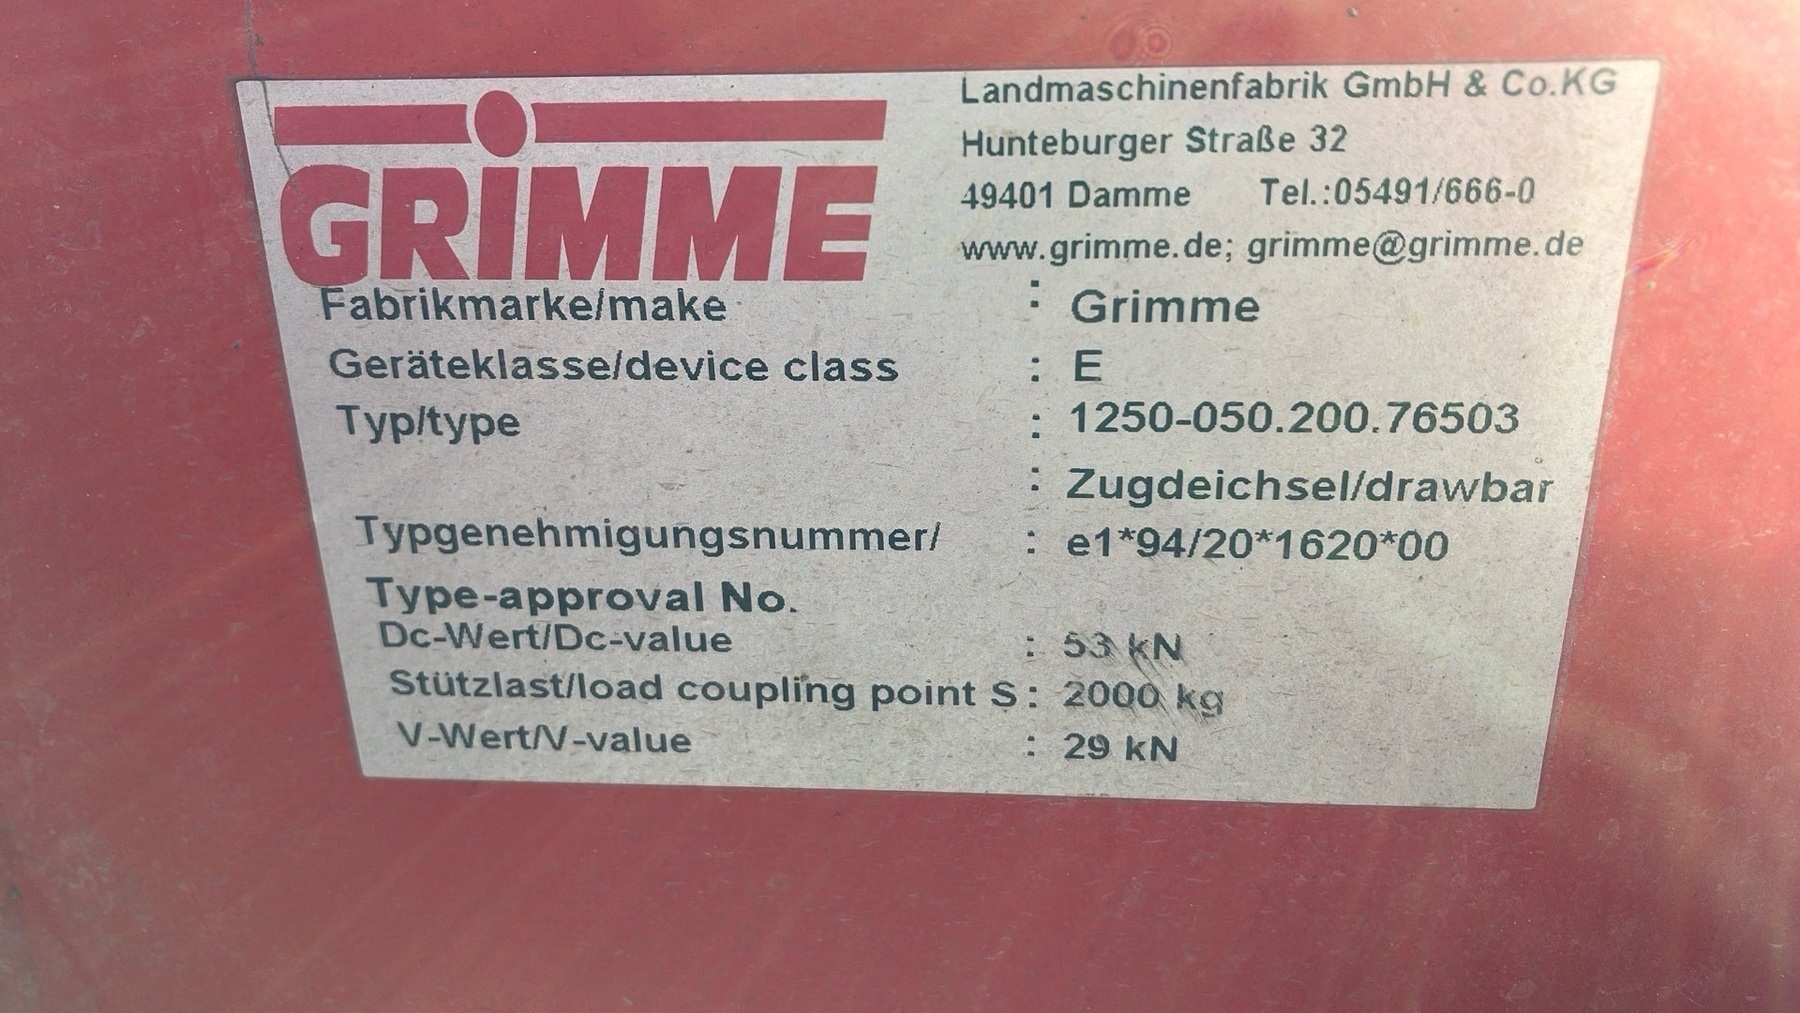 GRIMME
Landmaschinenfabrik GmbH & Co.KG
Hunteburger Straße 32
49401 Damme Tel.:05491/666-0
www.grimme.de; grimme@grimme.de
Fabrikmarke/make : Grimme
Geräteklasse/device class : E
Typ/type : 1250-050.200.76503
: Zugdeichsel/drawbar
Typgenehmigungsnummer/ : e1*94/20*1620*00
Type-approval No.
Dc-Wert/Dc-value : 53 kN
Stützlast/load coupling point S : 2000 kg
V-Wert/V-value : 29 kN